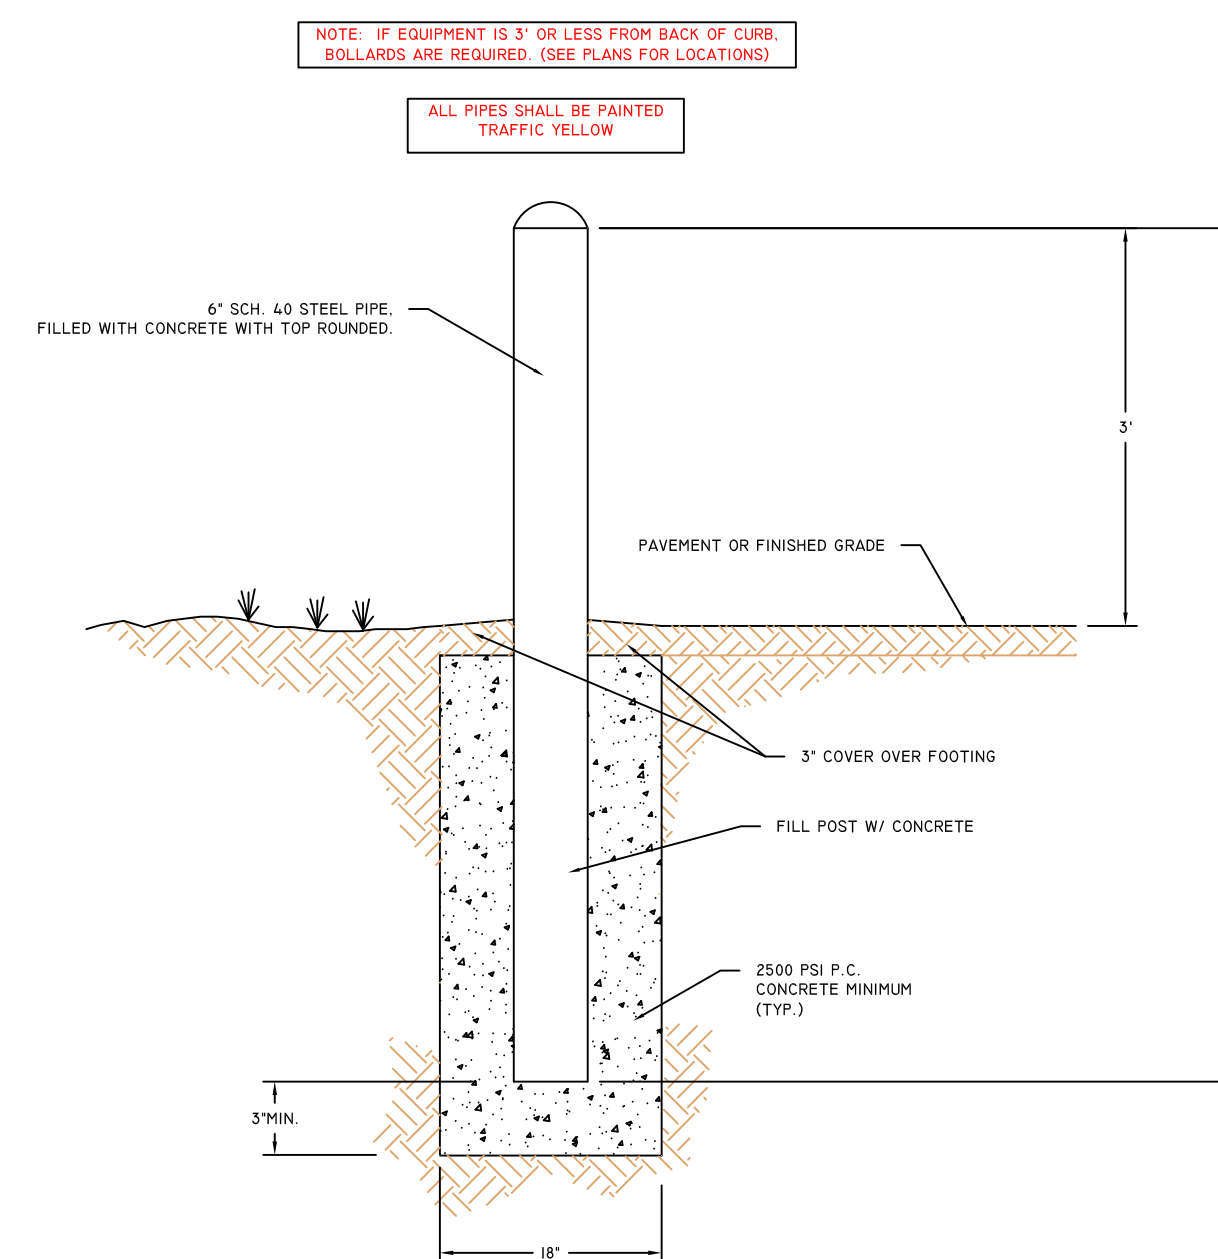 NOTE: IF EQUIPMENT IS 3' OR LESS FROM BACK OF CURB,
BOLLARDS ARE REQUIRED. (SEE PLANS FOR LOCATIONS)
ALL PIPES SHALL BE PAINTED
TRAFFIC YELLOW
6" SCH. 40 STEEL PIPE,
FILLED WITH CONCRETE WITH TOP ROUNDED.
3'
PAVEMENT OR FINISHED GRADE
3" COVER OVER FOOTING
FILL POST W/ CONCRETE
2500 PSI P.C.
CONCRETE MINIMUM
(TYP.)
3"MIN.
18"